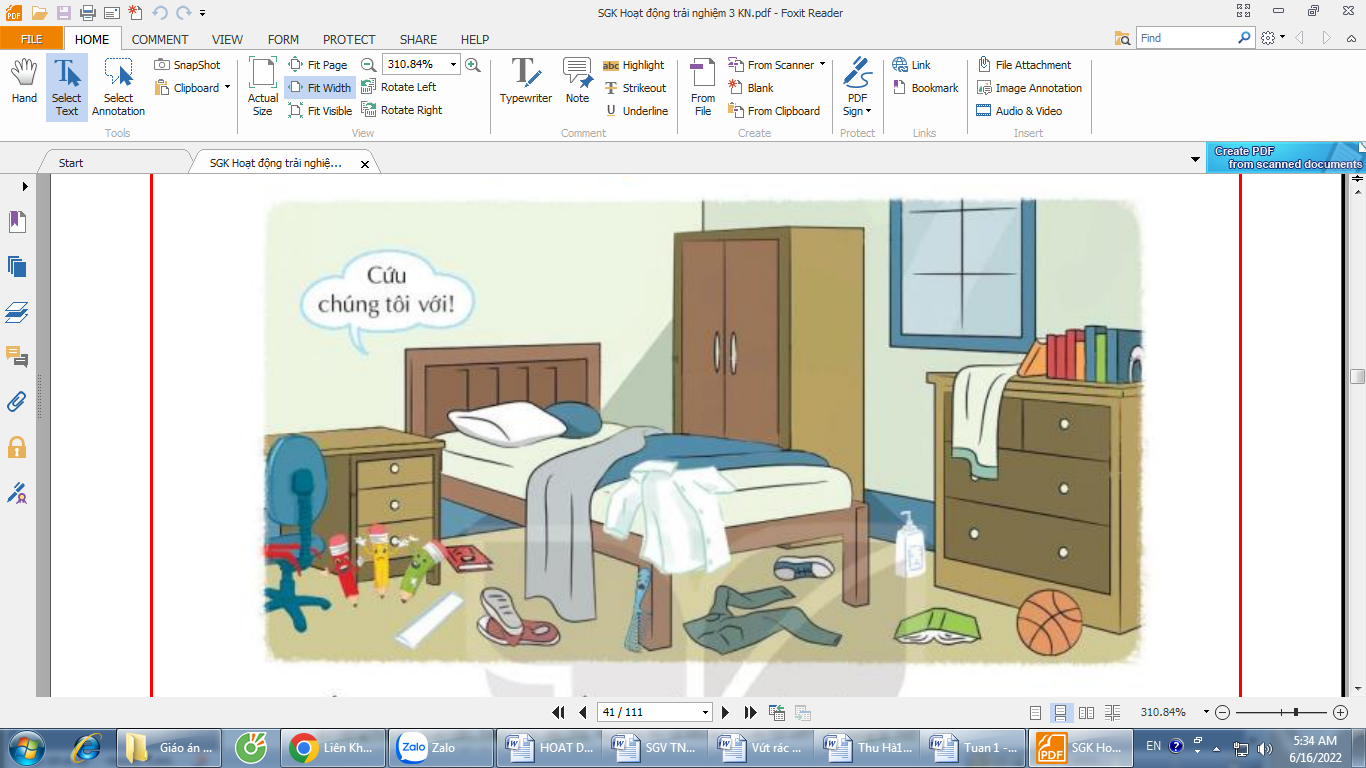 SGK Hoạt động trải nghiệm 3 KN.pdf - Foxit Reader
FILE HOME COMMENT VIEW FORM PROTECT SHARE HELP
Find
Hand
Select Text
Select Annotation
SnapShot
Clipboard
Tools
Actual Size
Fit Page
Fit Width
Fit Visible
310.84%
Rotate Left
Rotate Right
View
Typewriter
Note
Highlight
Strikeout
Underline
Comment
From File
From Scanner
Blank
From Clipboard
Create
PDF Sign
Protect
Link
Bookmark
Links
File Attachment
Image Annotation
Audio & Video
Insert
Start
SGK Hoạt động trải nghiệ...
Create PDF
from scanned documents
Cứu
chúng tôi với!
41 / 111
310.84%
Giáo án ...
Liên Kh...
Zalo
HOAT D...
SGV TN...
Vứt rác ...
Thu Hà1...
Tuan 1 -...
SGK Ho...
EN
5:34 AM
6/16/2022